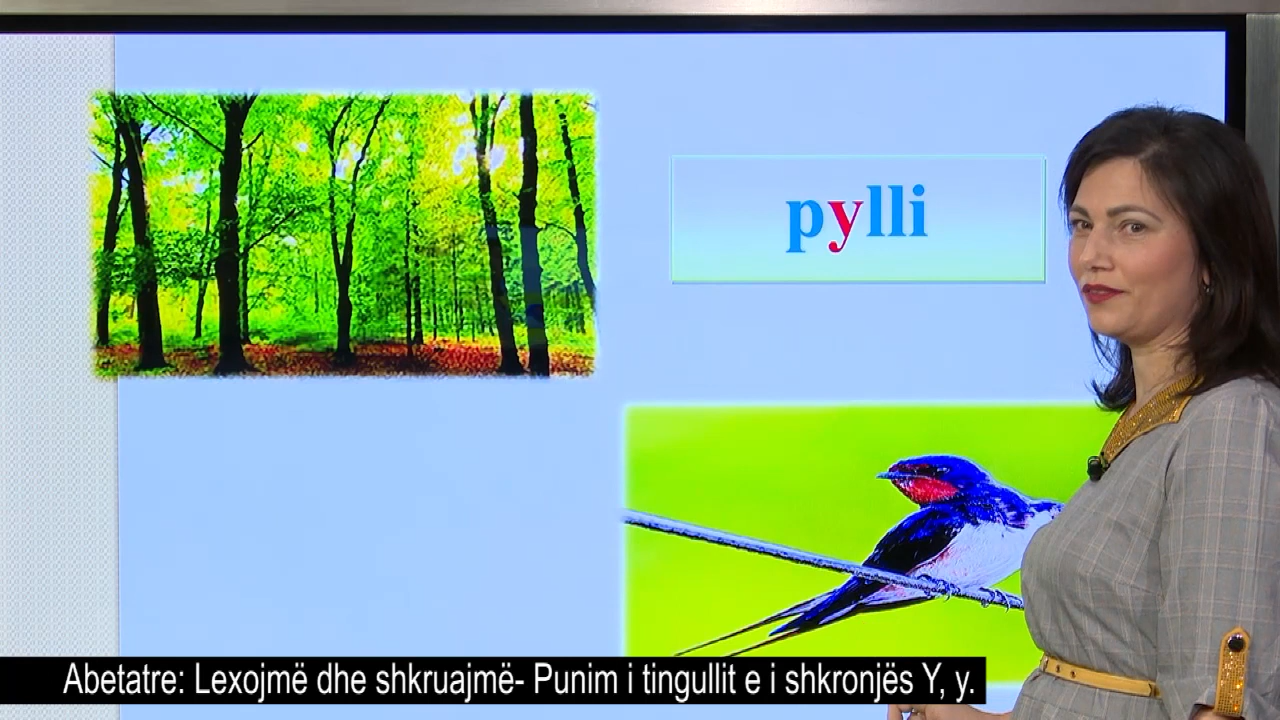 pylli
Abetatre: Lexojmë dhe shkruajmë- Punim i tingullit e i shkronjës Y, y.